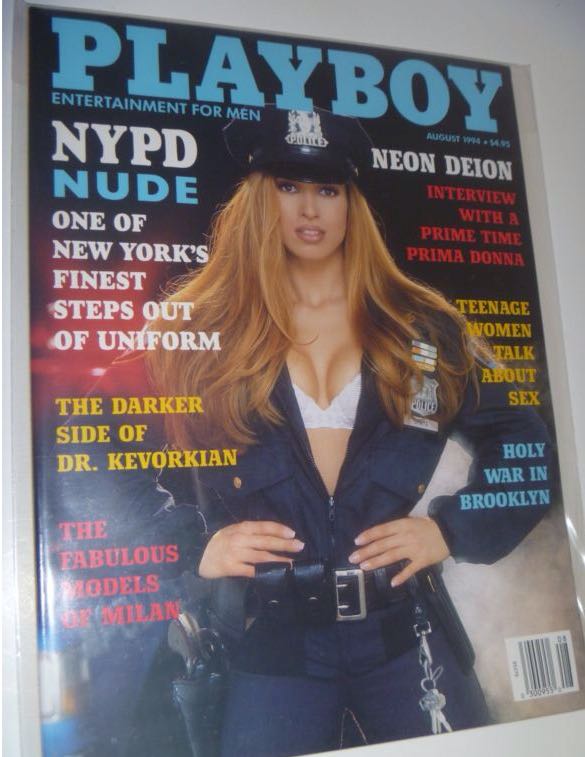 PLAYBOY
ENTERTAINMENT FOR MEN
AUGUST 1994 • $4.95
NYPD
NUDE
ONE OF
NEW YORK'S
FINEST
STEPS OUT
OF UNIFORM
THE DARKER
SIDE OF
DR. KEVORKIAN
THE
FABULOUS
MODELS
OF MILAN
POLICE
NEON DEION
INTERVIEW
WITH A
PRIME TIME
PRIMA DONNA
TEENAGE
WOMEN
TALK
ABOUT
SEX
POLICE
HOLY
WAR IN
BROOKLYN
08